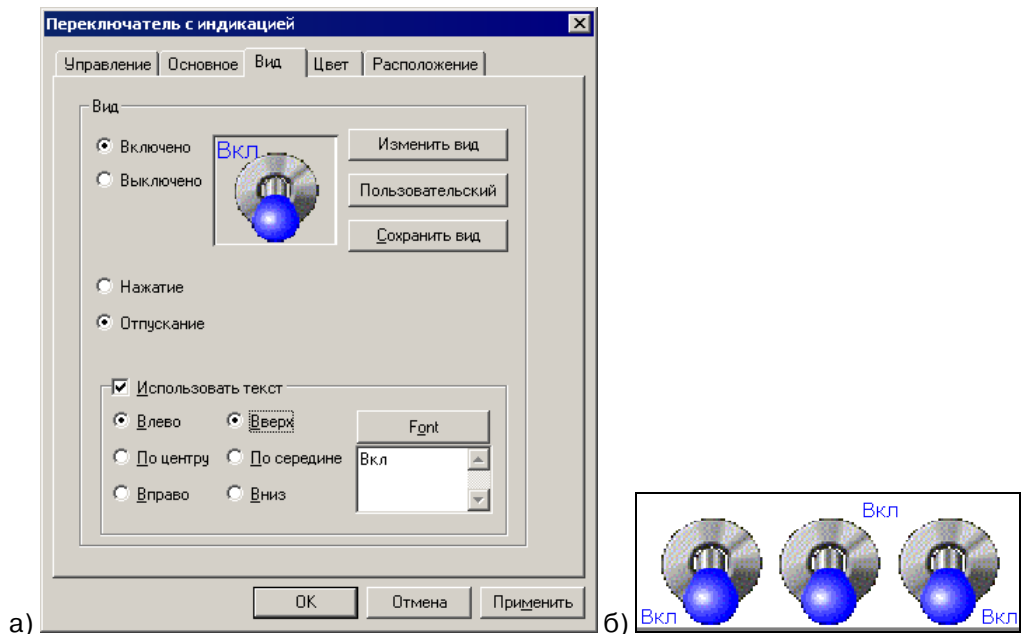 Переключатель с индикацией
Управление Основное Вид Цвет Расположение
Вид
Включено
Выключено
Вкл
Изменить вид
Пользовательский
Сохранить вид
Нажатие
Отпускание
Использовать текст
Влево Вверх
По центру По середине
Вправо Вниз
Font
Вкл
OK Отмена Применить
а)
Вкл
Вкл Вкл
б)